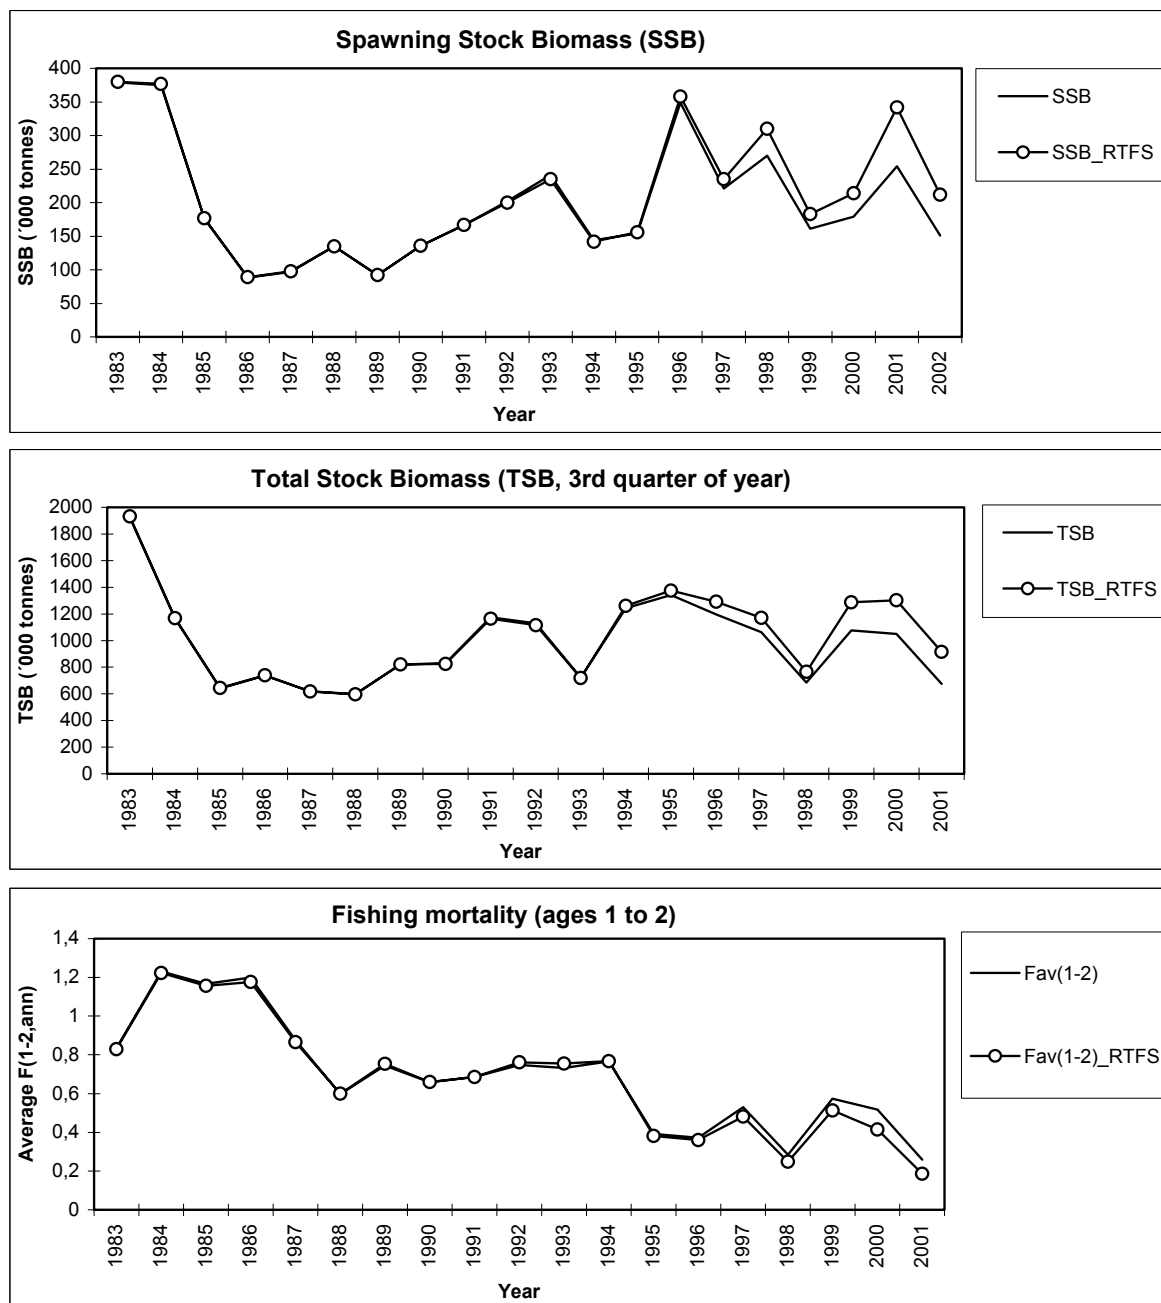 Spawning Stock Biomass (SSB)
SSB (´000 tonnes)
400
350
300
250
200
150
100
50
0
1983 1984 1985 1986 1987 1988 1989 1990 1991 1992 1993 1994 1995 1996 1997 1998 1999 2000 2001 2002
Year
SSB
SSB_RTFS
Total Stock Biomass (TSB, 3rd quarter of year)
TSB (´000 tonnes)
2000
1800
1600
1400
1200
1000
800
600
400
200
0
1983 1984 1985 1986 1987 1988 1989 1990 1991 1992 1993 1994 1995 1996 1997 1998 1999 2000 2001
Year
TSB
TSB_RTFS
Fishing mortality (ages 1 to 2)
Average F(1-2,ann)
1,4
1,2
1
0,8
0,6
0,4
0,2
0
1983 1984 1985 1986 1987 1988 1989 1990 1991 1992 1993 1994 1995 1996 1997 1998 1999 2000 2001
Year
Fav(1-2)
Fav(1-2)_RTFS